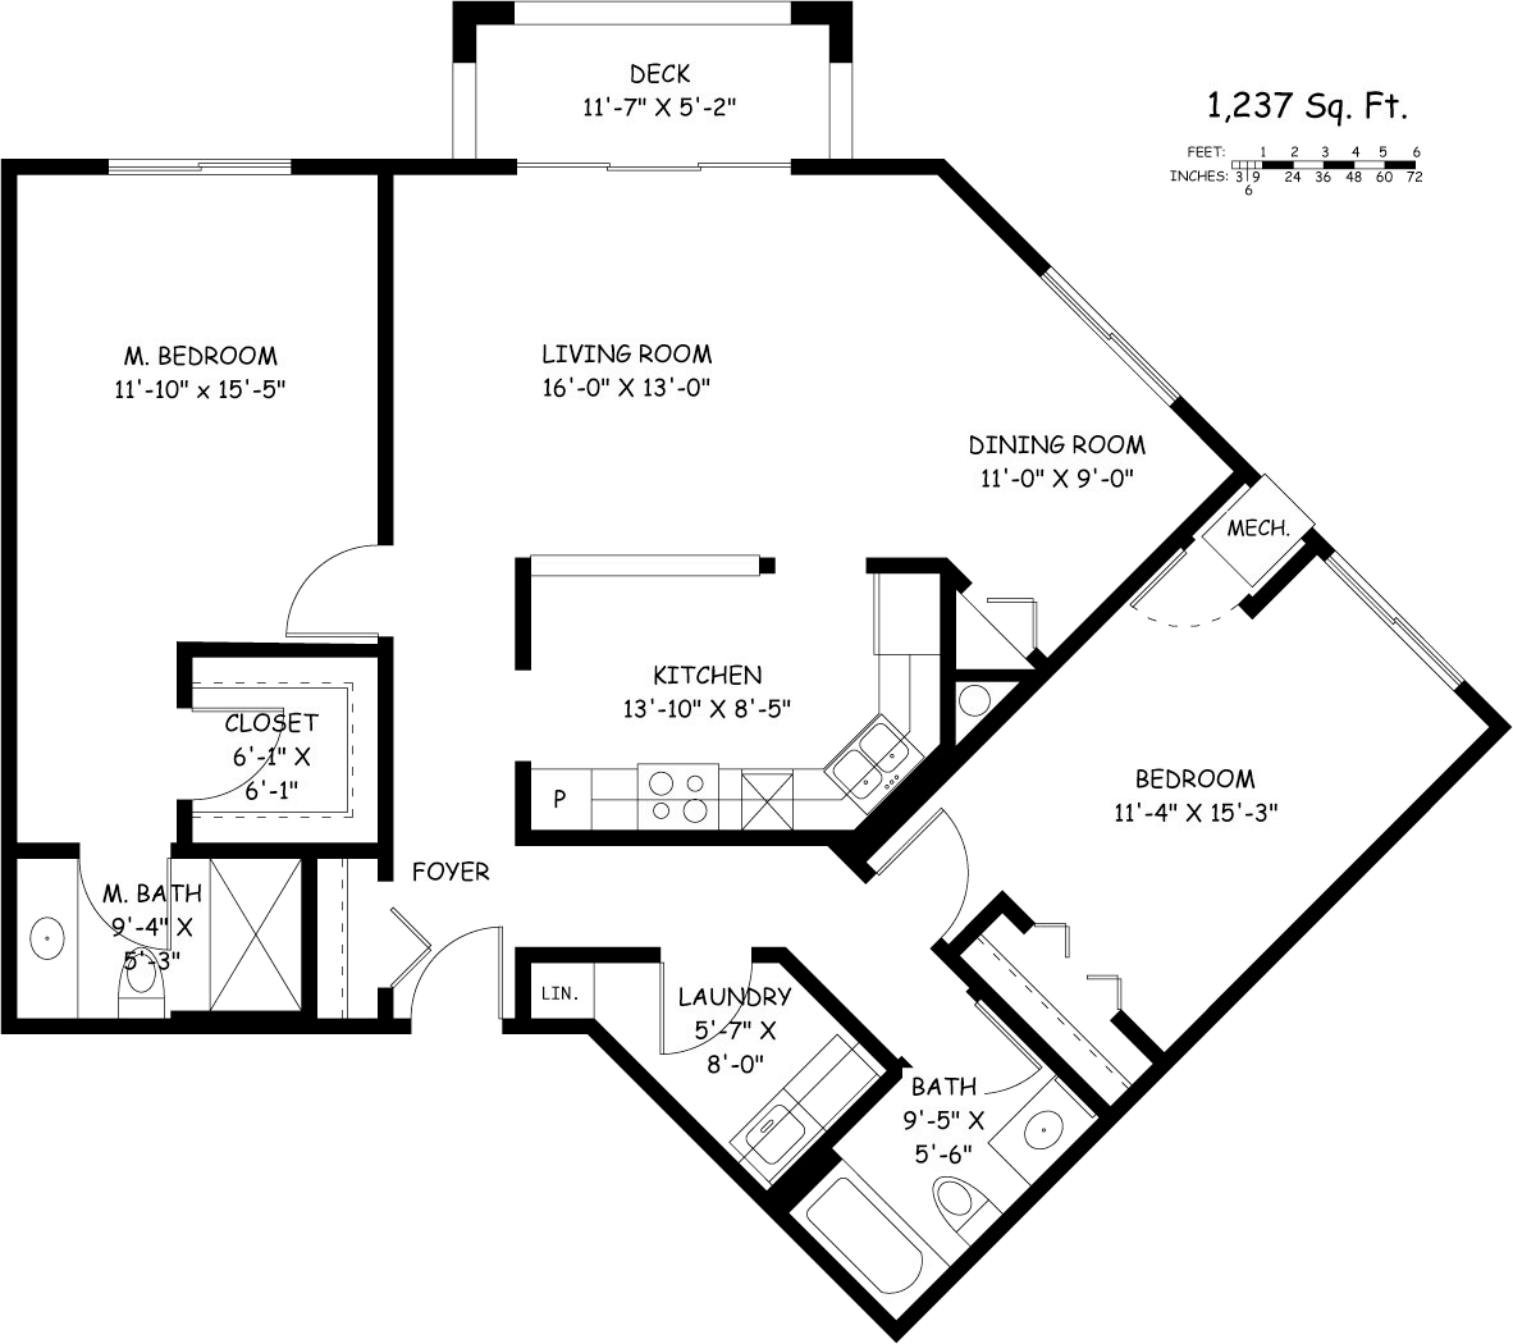 DECK
11'-7" X 5'-2"
1,237 Sq. Ft.
FEET: 1 2 3 4 5 6
INCHES: 3 9 24 36 48 60 72
6
M. BEDROOM
11'-10" x 15'-5"
LIVING ROOM
16'-0" X 13'-0"
DINING ROOM
11'-0" X 9'-0"
MECH.
KITCHEN
13'-10" X 8'-5"
CLOSET
6'-1" X
6'-1"
P
BEDROOM
11'-4" X 15'-3"
FOYER
M. BATH
9'-4" X
5'-3"
LIN.
LAUNDRY
5'-7" X
8'-0"
BATH
9'-5" X
5'-6"